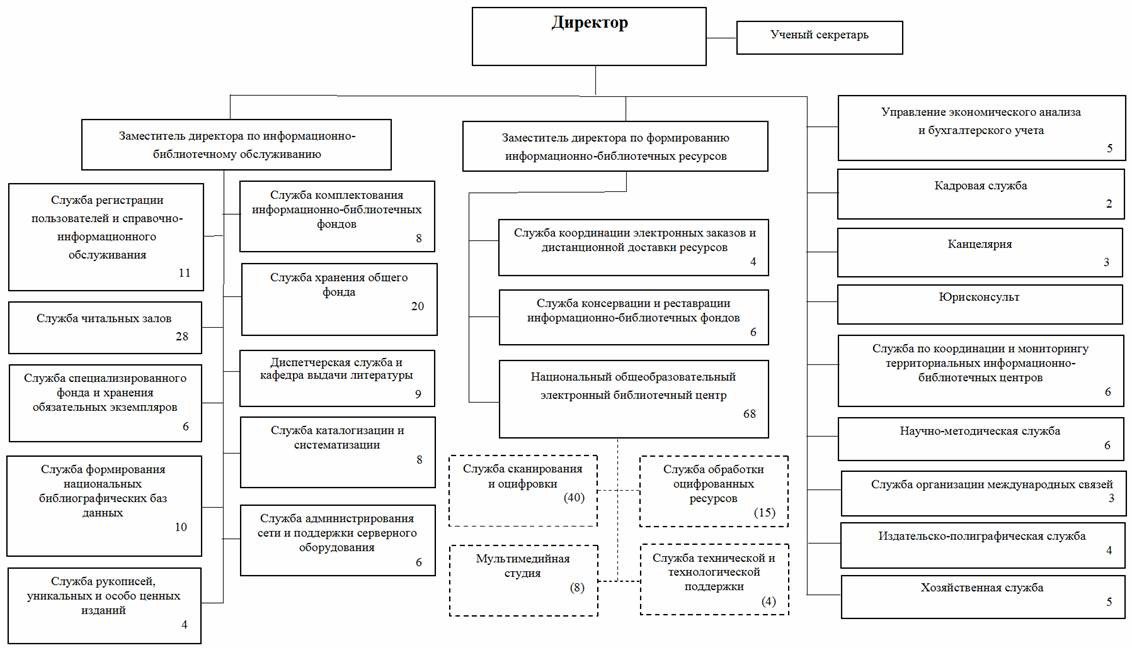 Директор
Ученый секретарь
Заместитель директора по информационно-
библиотечному обслуживанию
Служба регистрации
пользователей и справочно-
информационного
обслуживания
11
Служба читальных залов
28
Служба специализированного
фонда и хранения
обязательных экземпляров
6
Служба формирования
национальных
библиографических баз
данных
10
Служба рукописей,
уникальных и особо ценных
изданий
4
Служба комплектования
информационно-библиотечных
фондов
8
Служба хранения общего
фонда
20
Диспетчерская служба и
кафедра выдачи литературы
9
Служба каталогизации и
систематизации
8
Служба администрирования
сети и поддержки серверного
оборудования
6
Заместитель директора по формированию
информационно-библиотечных ресурсов
Служба координации электронных заказов и
дистанционной доставки ресурсов
4
Служба консервации и реставрации
информационно-библиотечных фондов
6
Национальный общеобразовательный
электронный библиотечный центр
68
Служба сканирования
и оцифровки
(40)
Служба обработки
оцифрованных
ресурсов
(15)
Мультимедийная
студия
(8)
Служба технической и
технологической
поддержки
(4)
Управление экономического анализа
и бухгалтерского учета
5
Кадровая служба
2
Канцелярия
3
Юрисконсульт
Служба по координации и мониторингу
территориальных информационно-
библиотечных центров
6
Научно-методическая служба
6
Служба организации международных связей
3
Издательско-полиграфическая служба
4
Хозяйственная служба
5